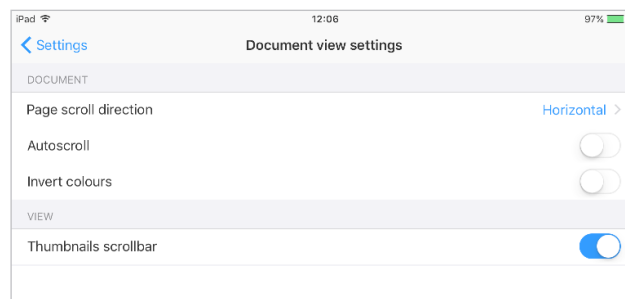 iPad 12:06 97%
Settings Document view settings
DOCUMENT
Page scroll direction Horizontal
Autoscroll
Invert colours
VIEW
Thumbnails scrollbar